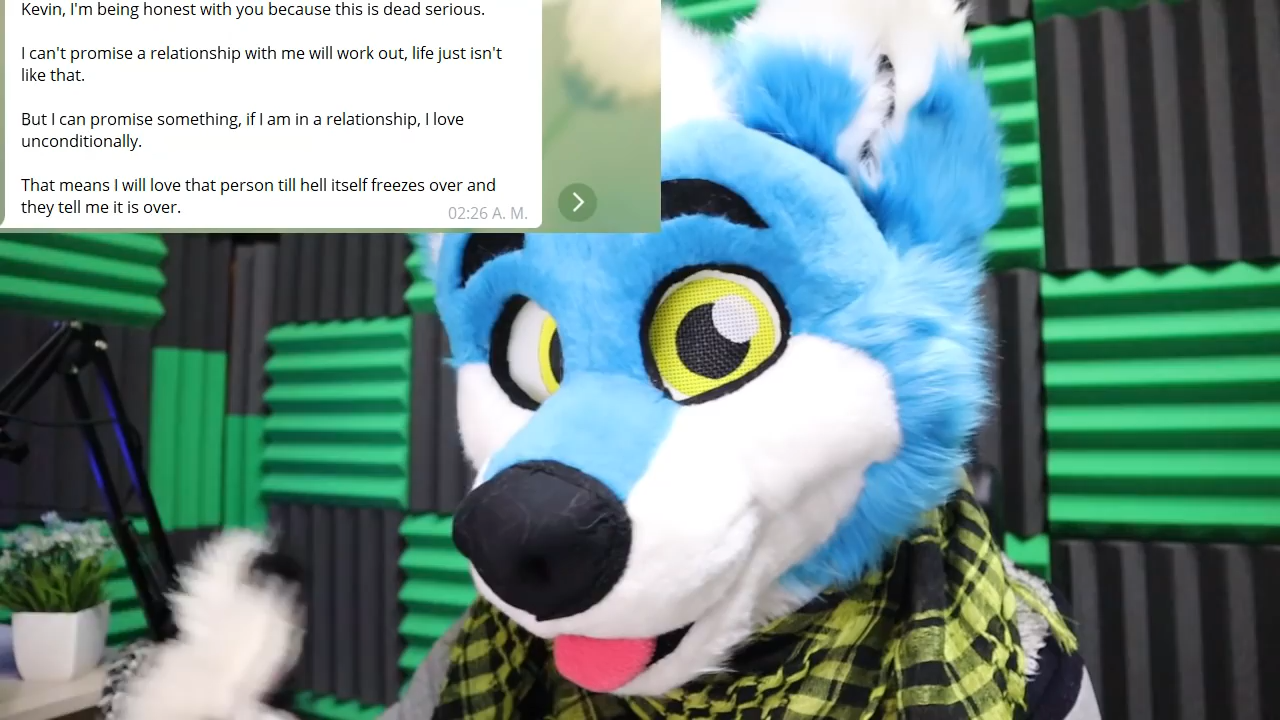 Kevin, I'm being honest with you because this is dead serious.
I can't promise a relationship with me will work out, life just isn't
like that.
But I can promise something, if I am in a relationship, I love
unconditionally.
That means I will love that person till hell itself freezes over and
they tell me it is over.
02:26 A. M.